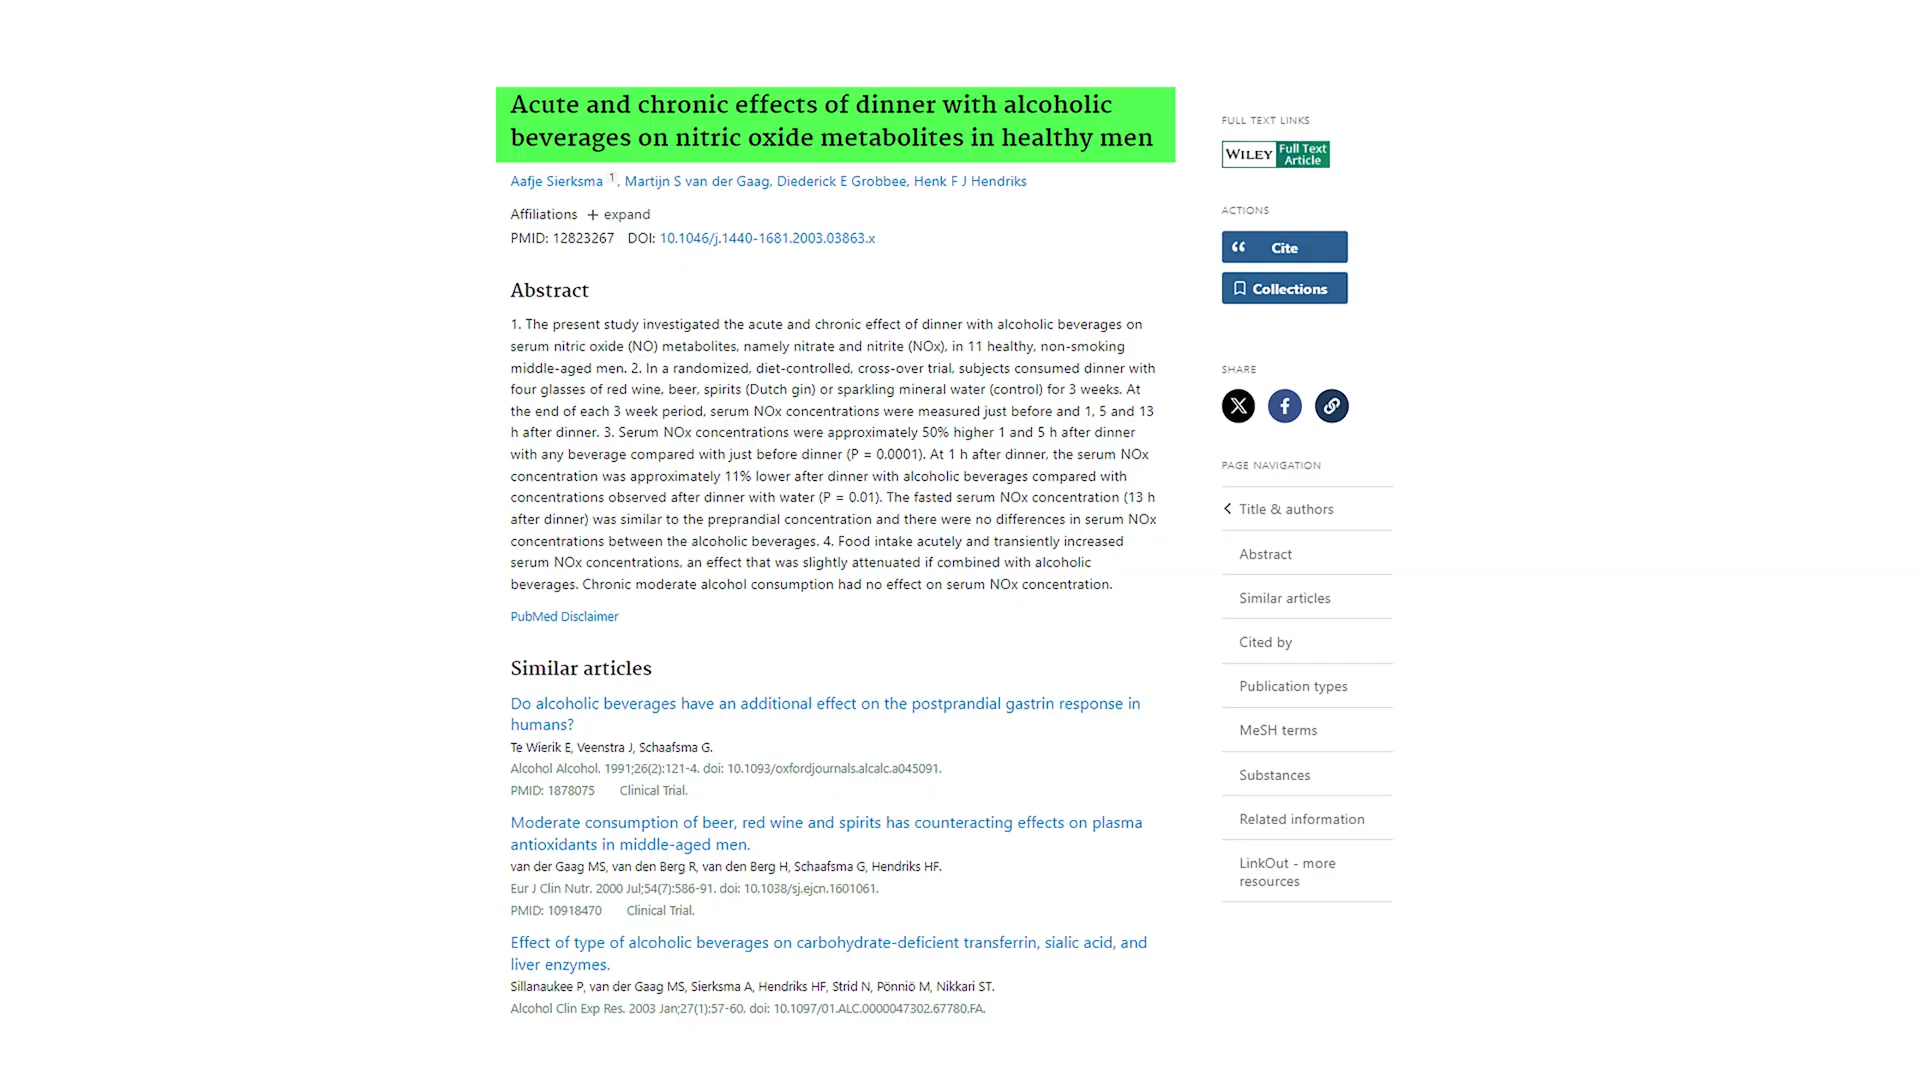 Acute and chronic effects of dinner with alcoholic
beverages on nitric oxide metabolites in healthy men
Aafje Sierksma 1, Martijn S van der Gaag, Diederick E Grobbee, Henk F J Hendriks
Affiliations + expand
PMID: 12823267 DOI: 10.1046/j.1440-1681.2003.03863.x
Abstract
1. The present study investigated the acute and chronic effect of dinner with alcoholic beverages on
serum nitric oxide (NO) metabolites, namely nitrate and nitrite (NOx), in 11 healthy, non-smoking
middle-aged men. 2. In a randomized, diet-controlled, cross-over trial, subjects consumed dinner with
four glasses of red wine, beer, spirits (Dutch gin) or sparkling mineral water (control) for 3 weeks. At
the end of each 3 week period, serum NOx concentrations were measured just before and 1, 5 and 13
h after dinner. 3. Serum NOx concentrations were approximately 50% higher 1 and 5 h after dinner
with any beverage compared with just before dinner (P = 0.0001). At 1 h after dinner, the serum NOx
concentration was approximately 11% lower after dinner with alcoholic beverages compared with
concentrations observed after dinner with water (P = 0.01). The fasted serum NOx concentration (13 h
after dinner) was similar to the preprandial concentration and there were no differences in serum NOx
concentrations between the alcoholic beverages. 4. Food intake acutely and transiently increased
serum NOx concentrations, an effect that was slightly attenuated if combined with alcoholic
beverages. Chronic moderate alcohol consumption had no effect on serum NOx concentration.
PubMed Disclaimer
Similar articles
Do alcoholic beverages have an additional effect on the postprandial gastrin response in
humans?
Te Wierik E, Veenstra J, Schaafsma G.
Alcohol Alcohol. 1991;26(2):121-4. doi: 10.1093/oxfordjournals.alcalc.a045091.
PMID: 1878075 Clinical Trial.
Moderate consumption of beer, red wine and spirits has counteracting effects on plasma
antioxidants in middle-aged men.
van der Gaag MS, van den Berg R, van den Berg H, Schaafsma G, Hendriks HF.
Eur J Clin Nutr. 2000 Jul;54(7):586-91. doi: 10.1038/sj.ejcn.1601061.
PMID: 10918470 Clinical Trial.
Effect of type of alcoholic beverages on carbohydrate-deficient transferrin, sialic acid, and
liver enzymes.
Sillanaukee P, van der Gaag MS, Sierksma A, Hendriks HF, Strid N, Pönniö M, Nikkari ST.
Alcohol Clin Exp Res. 2003 Jan;27(1):57-60. doi: 10.1097/01.ALC.0000047302.67780.FA.
FULL TEXT LINKS
WILEY Full Text
Article
ACTIONS
Cite
Collections
SHARE
PAGE NAVIGATION
Title & authors
Abstract
Similar articles
Cited by
Publication types
MeSH terms
Substances
Related information
LinkOut - more
resources